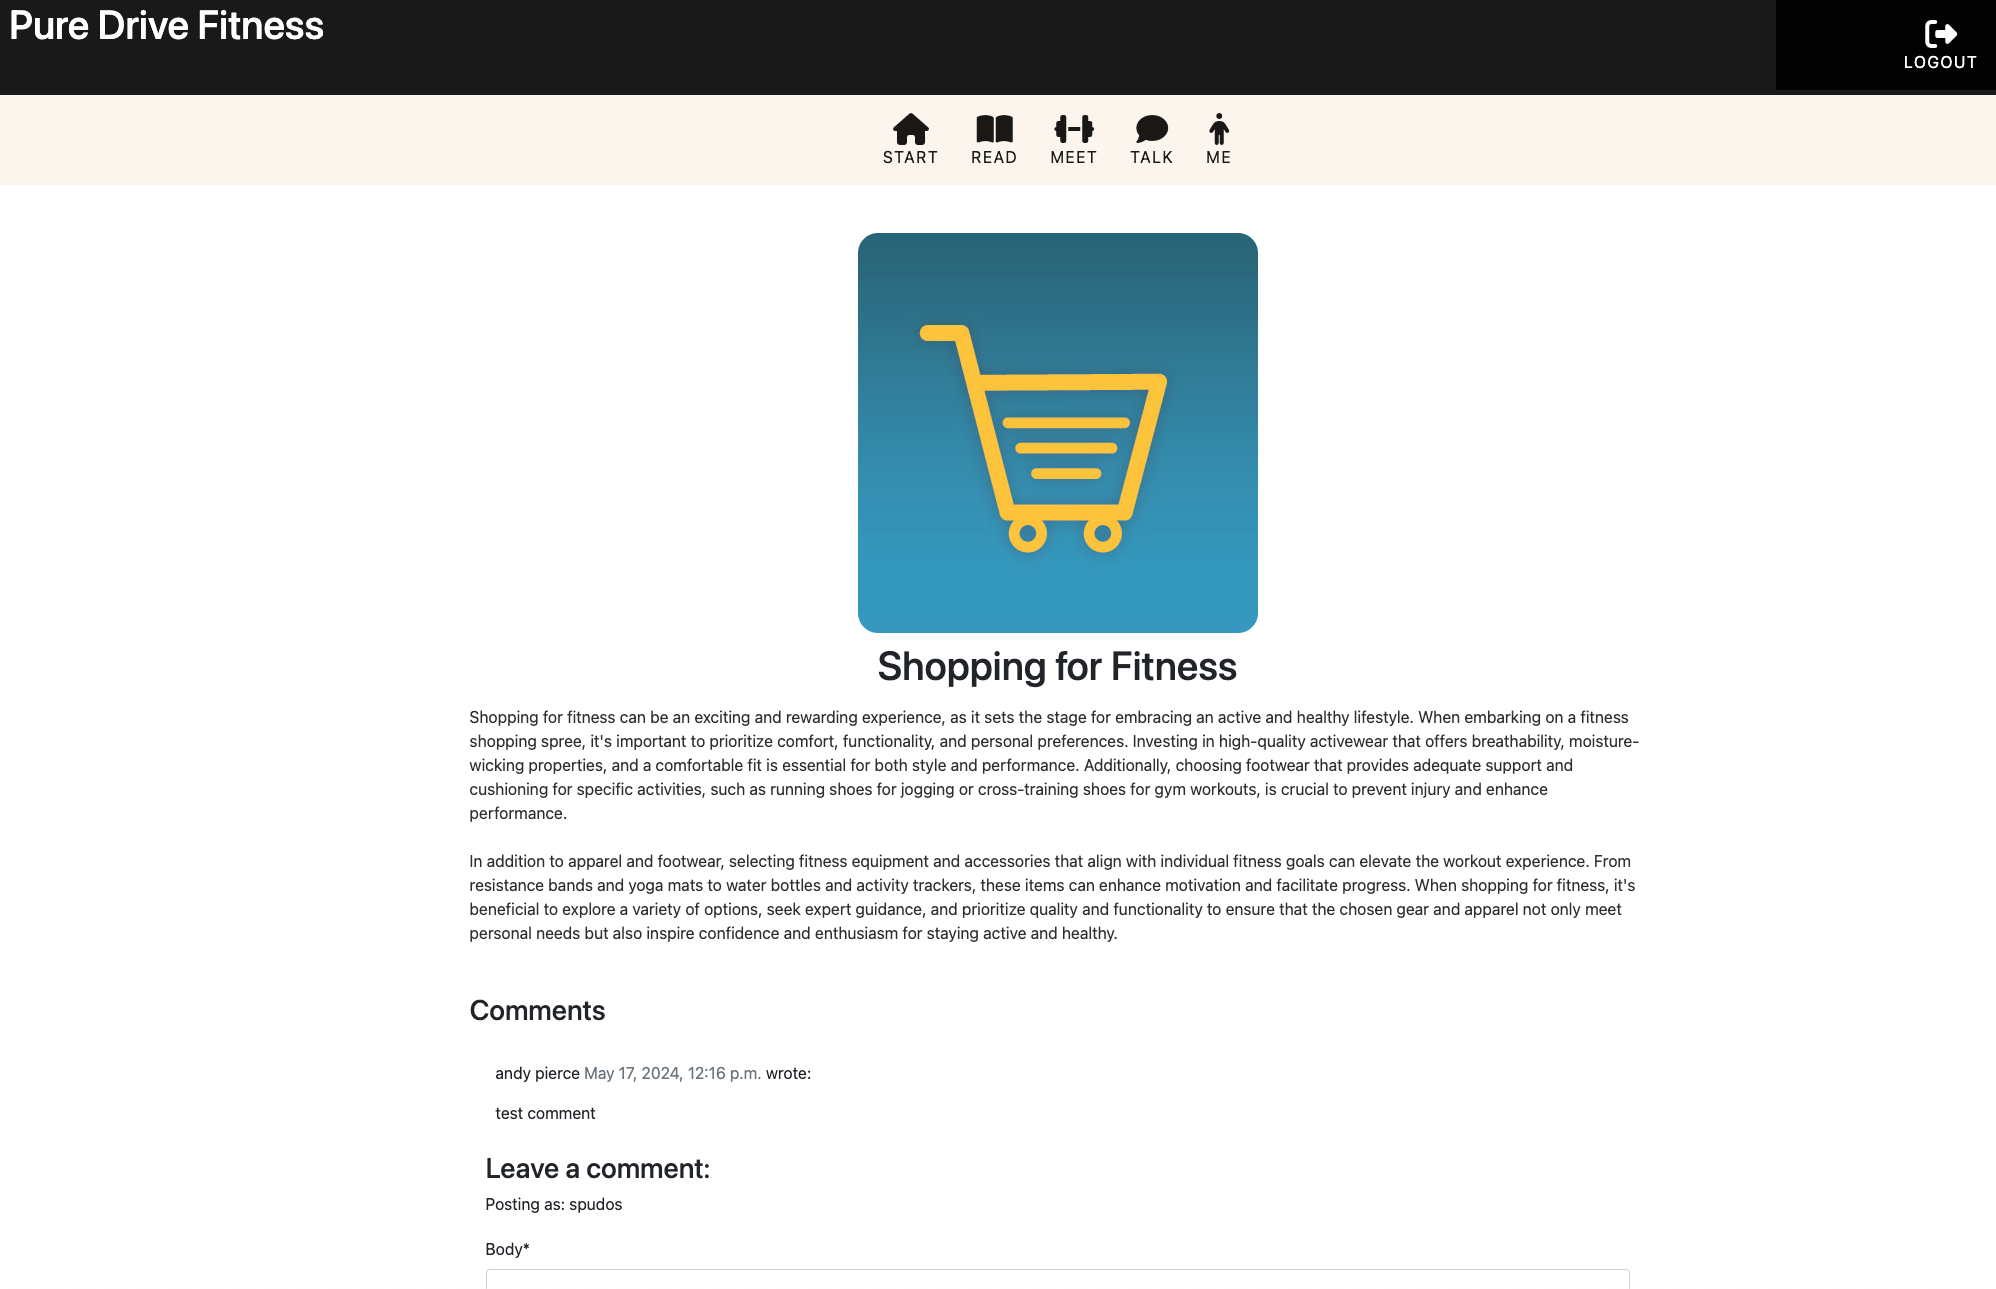 Pure Drive Fitness
LOGOUT
START READ MEET TALK ME
Shopping for Fitness
Shopping for fitness can be an exciting and rewarding experience, as it sets the stage for embracing an active and healthy lifestyle. When embarking on a fitness
shopping spree, it's important to prioritize comfort, functionality, and personal preferences. Investing in high-quality activewear that offers breathability, moisture-
wicking properties, and a comfortable fit is essential for both style and performance. Additionally, choosing footwear that provides adequate support and
cushioning for specific activities, such as running shoes for jogging or cross-training shoes for gym workouts, is crucial to prevent injury and enhance
performance.
In addition to apparel and footwear, selecting fitness equipment and accessories that align with individual fitness goals can elevate the workout experience. From
resistance bands and yoga mats to water bottles and activity trackers, these items can enhance motivation and facilitate progress. When shopping for fitness, it's
beneficial to explore a variety of options, seek expert guidance, and prioritize quality and functionality to ensure that the chosen gear and apparel not only meet
personal needs but also inspire confidence and enthusiasm for staying active and healthy.
Comments
andy pierce May 17, 2024, 12:16 p.m. wrote:
test comment
Leave a comment:
Posting as: spudos
Body*